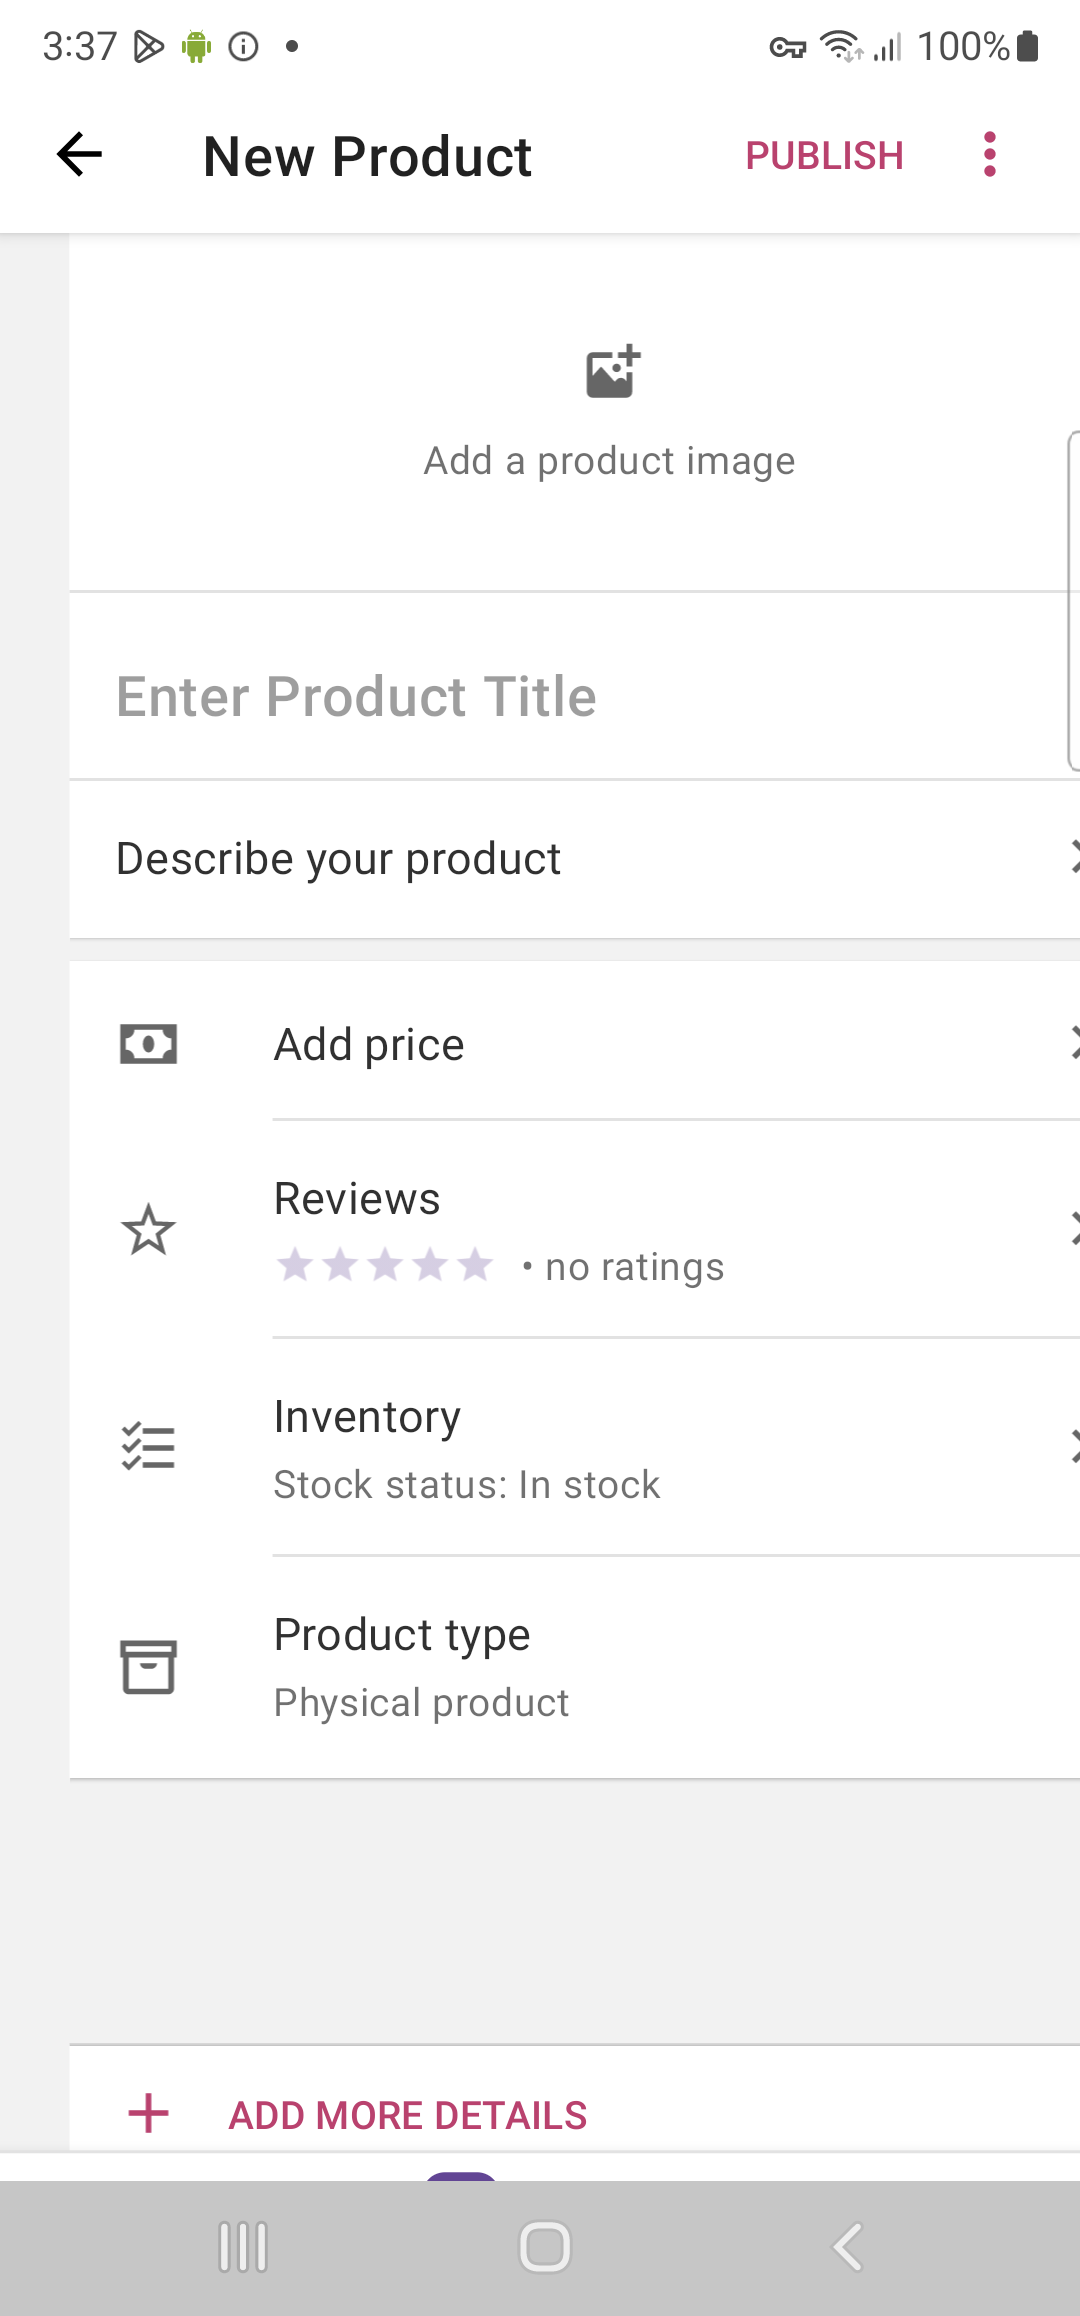 3:37
100%
New Product
PUBLISH
Add a product image
Enter Product Title
Describe your product
Add price
Reviews
• no ratings
Inventory
Stock status: In stock
Product type
Physical product
ADD MORE DETAILS